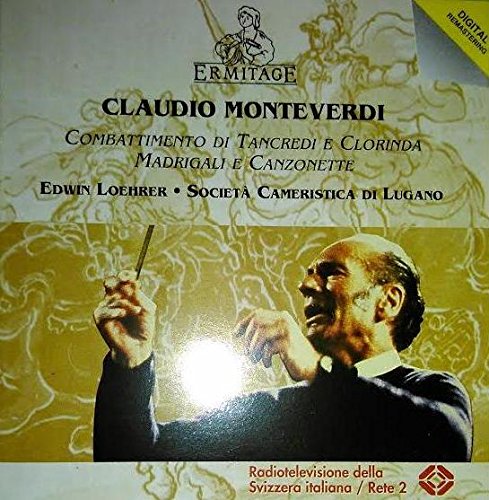 DIGITAL
REMASTERING
ERMITAGE
CLAUDIO MONTEVERDI
COMBATTIMENTO DI TANCREDI E CLORINDA
MADRIGALI E CANZONETTE
EDWIN LOEHRER • SOCIETÀ CAMERISTICA DI LUGANO
Radiotelevisione della
Svizzera italiana / Rete 2